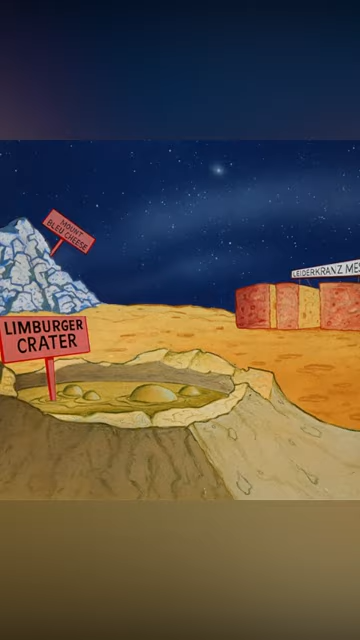 MOUNT
BLEU CHEESE
LEIDERKRANZ MES
LIMBURGER
CRATER